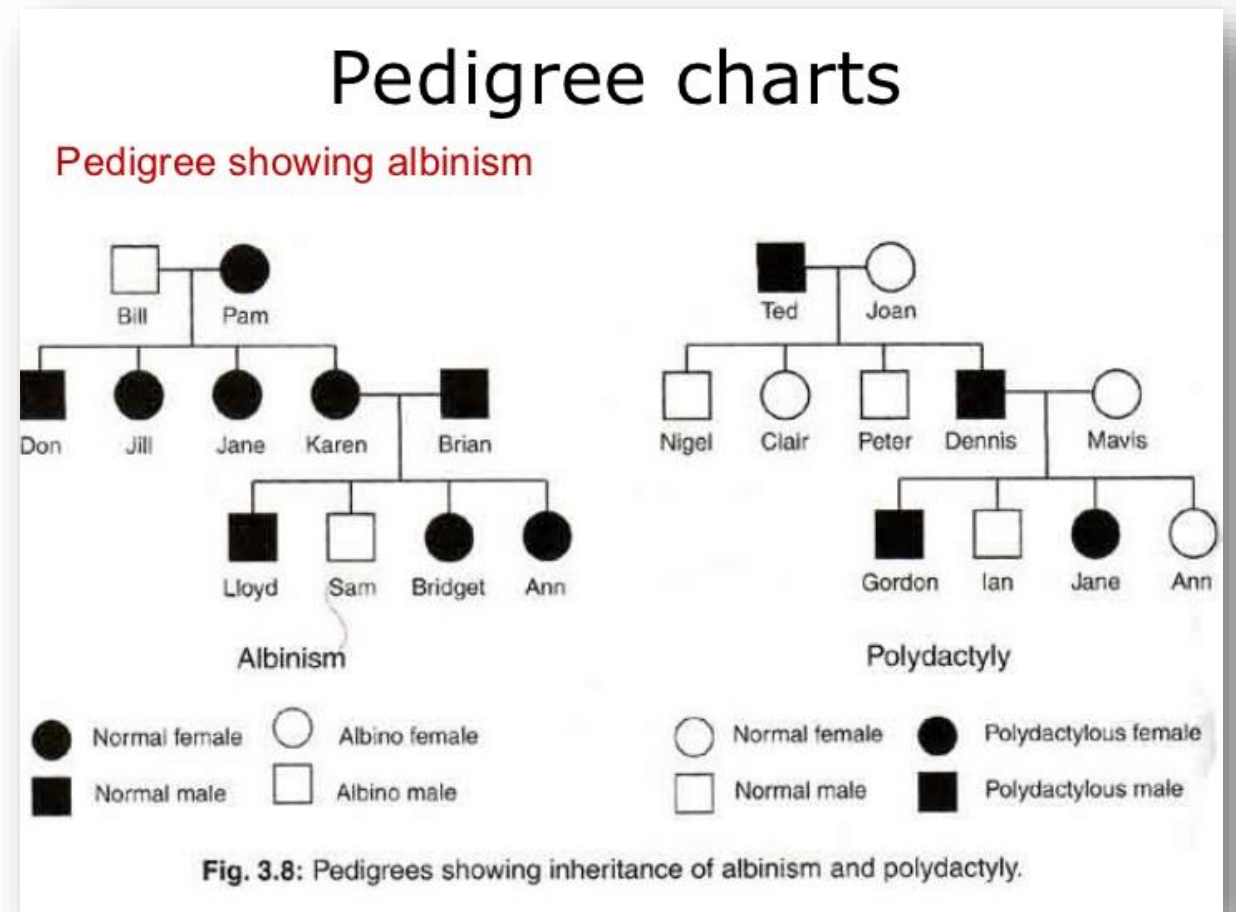 Pedigree charts
Pedigree showing albinism
Bill Pam
Don Jill Jane Karen Brian
Lloyd Sam Bridget Ann
Albinism
Normal female Albino female
Normal male Albino male
Ted Joan
Nigel Clair Peter Dennis Mavis
Gordon Ian Jane Ann
Polydactyly
Normal female Polydactylous female
Normal male Polydactylous male
Fig. 3.8: Pedigrees showing inheritance of albinism and polydactyly.